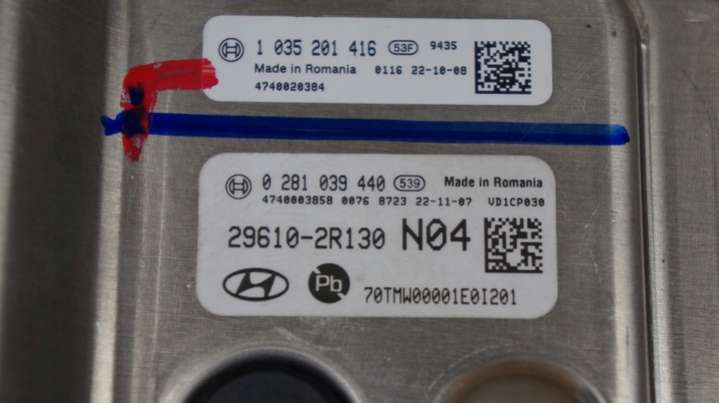 1 035 201 416 53F 9435
Made in Romania 0116 22-10-08
4740020384
0 281 039 440 539 Made in Romania
4740003858 0076 8723 22-11-07 VD1CP030
29610-2R130 N04
Pb
70TMW00001E0I201